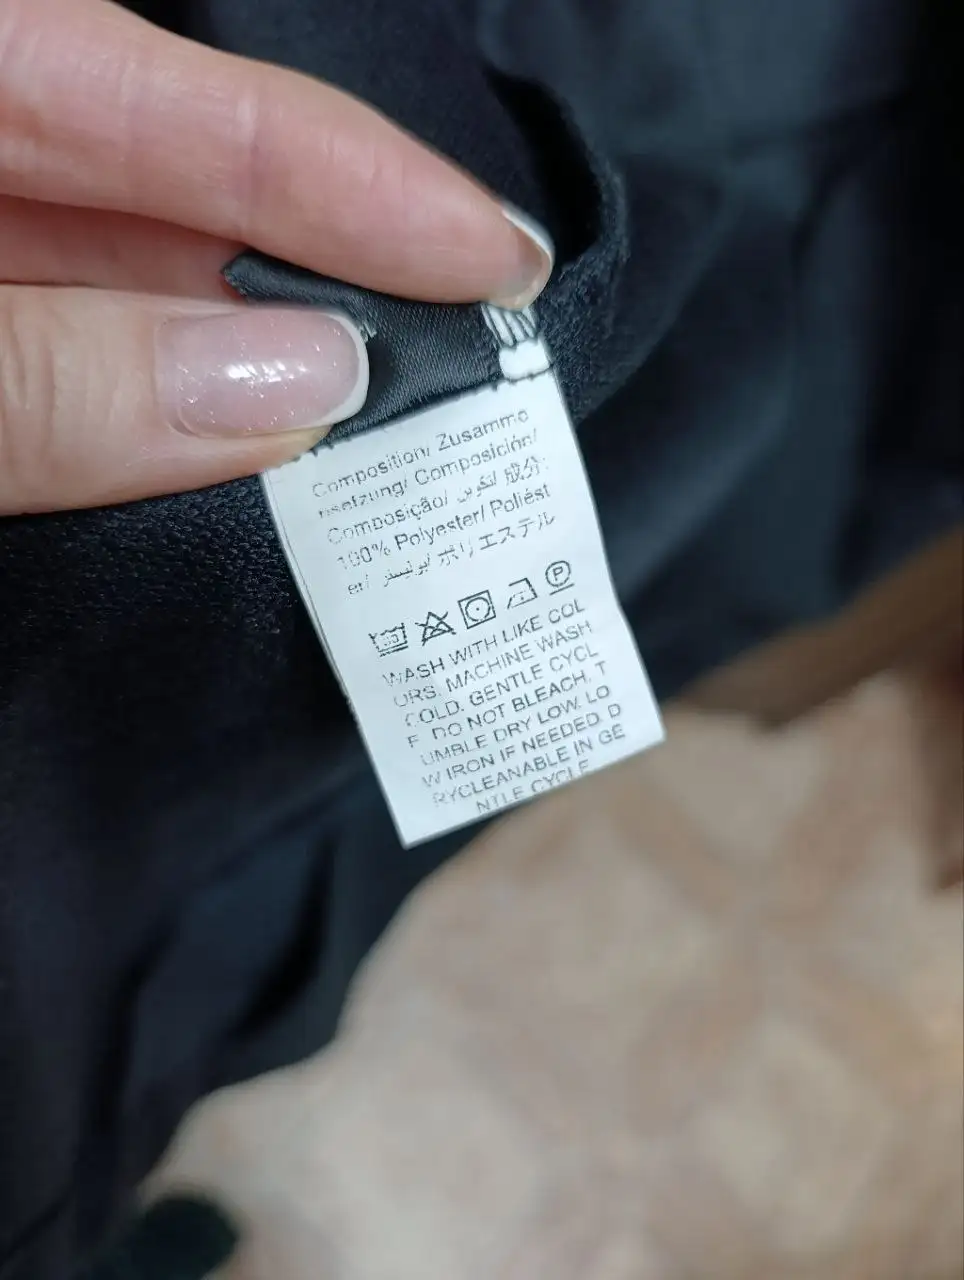 Composition/ Zusamme
nsetzung/ Composición/
Composição/ تكوين/ 成分:
100% Polyester/ Poliést
er/ بوليستر/ ポリエステル
WASH WITH LIKE COL
ORS. MACHINE WASH
COLD. GENTLE CYCL
E. DO NOT BLEACH. T
UMBLE DRY LOW. LO
W IRON IF NEEDED. D
RYCLEANABLE IN GE
NTLE CYCLE